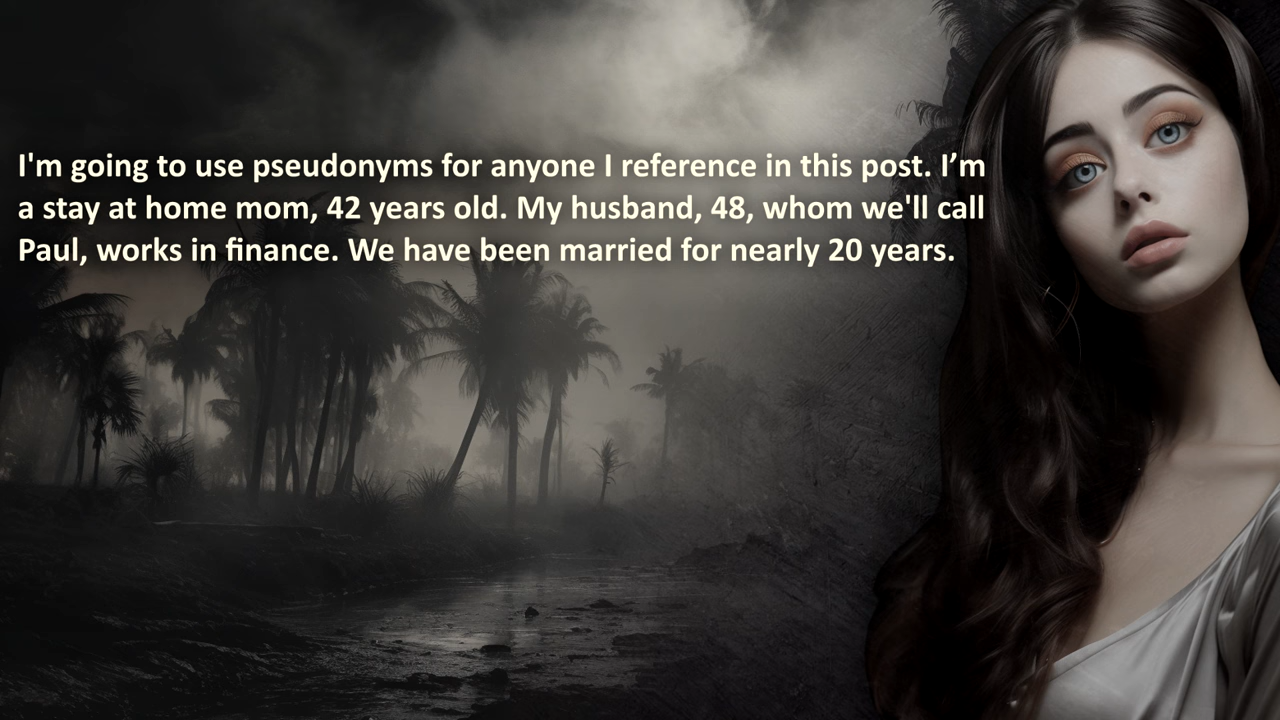 I'm going to use pseudonyms for anyone I reference in this post. I’m
a stay at home mom, 42 years old. My husband, 48, whom we'll call
Paul, works in finance. We have been married for nearly 20 years.